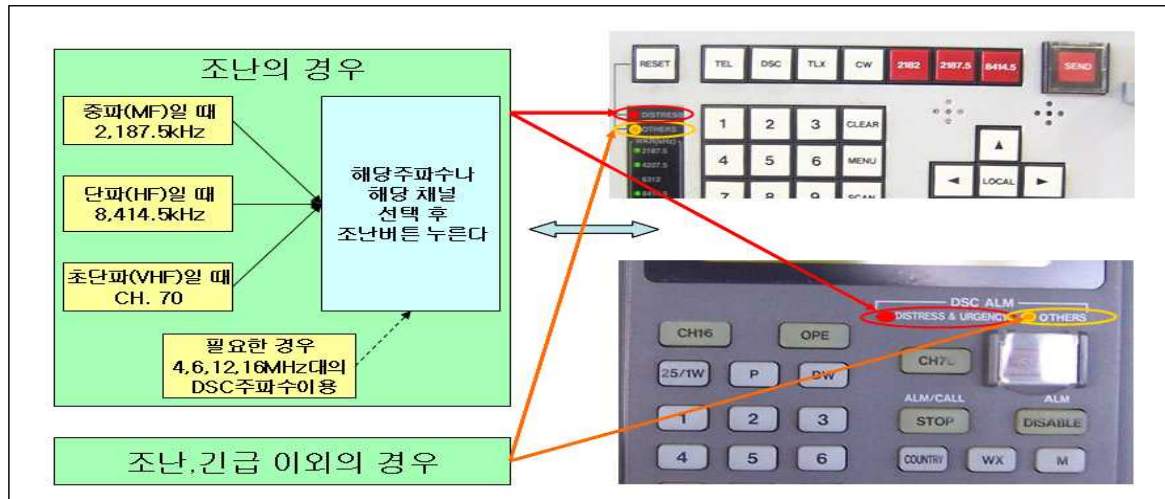 조난의 경우
중파(MF)일 때
2,187.5kHz
단파(HF)일 때
8,414.5kHz
초단파(VHF)일 때
CH. 70
해당주파수나
해당 채널
선택 후
조난버튼 누른다
필요한 경우
4,6,12,16MHz대의
DSC주파수이용
조난,긴급 이외의 경우
RESET TEL DSC TLX CW 2182 2187.5 8414.5 SEND
DISTRESS
OTHERS
2187.5
4207.5
6312
1 2 3 CLEAR
4 5 6 MENU
7 8 9 SCAN
LOCAL
DSC ALM
DISTRESS & URGENCY OTHERS
CH16 OPE
25/1W P DW
ALM/CALL ALM
1 2 3 STOP DISABLE
4 5 6 COUNTRY WX M